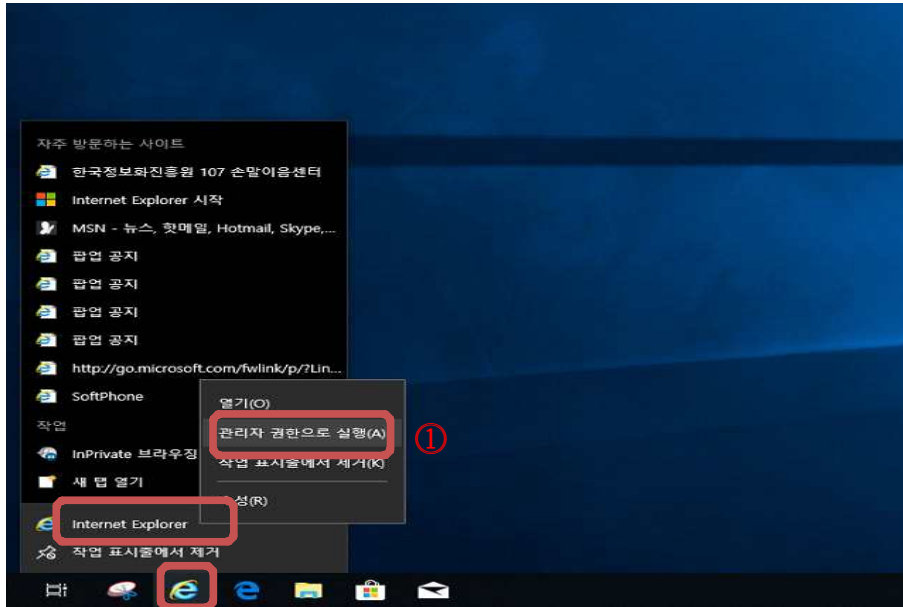 자주 방문하는 사이트
한국정보화진흥원 107 손말이음센터
Internet Explorer 시작
MSN - 뉴스, 핫메일, Hotmail, Skype,...
팝업 공지
팝업 공지
팝업 공지
팝업 공지
http://go.microsoft.com/fwlink/p/?Lin...
SoftPhone
열기(O)
관리자 권한으로 실행(A)
①
작업 표시줄에서 제거(K)
(R)
작업
InPrivate 브라우징
새 탭 열기
Internet Explorer
작업 표시줄에서 제거